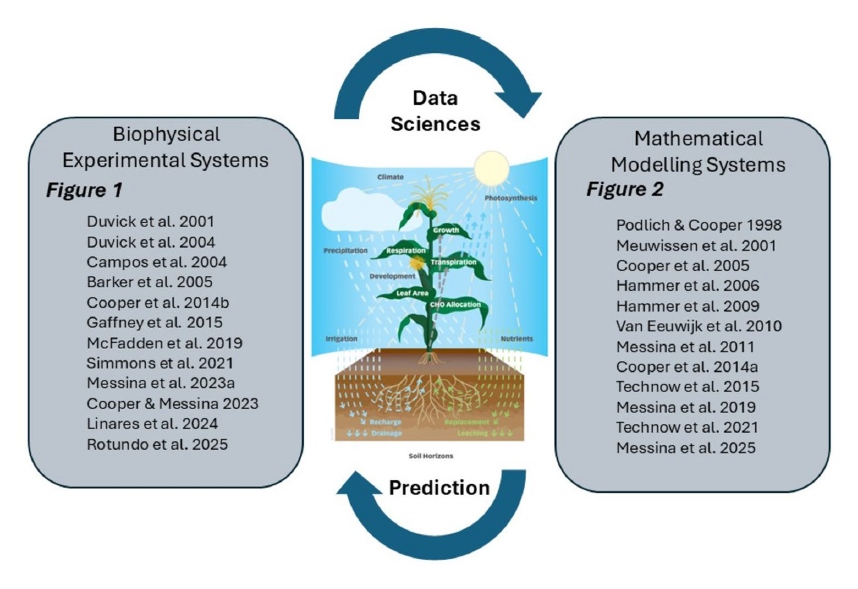 Data
Sciences
Biophysical
Experimental Systems
Figure 1
Duvick et al. 2001
Duvick et al. 2004
Campos et al. 2004
Barker et al. 2005
Cooper et al. 2014b
Gaffney et al. 2015
McFadden et al. 2019
Simmons et al. 2021
Messina et al. 2023a
Cooper & Messina 2023
Linares et al. 2024
Rotundo et al. 2025
Climate
Photosynthesis
Growth
Precipitation
Respiration
Transpiration
Development
Leaf Area
CHO Allocation
Irrigation
Nutrients
Recharge
Drainage
Replacement
Leaching
Soil Horizons
Mathematical
Modelling Systems
Figure 2
Podlich & Cooper 1998
Meuwissen et al. 2001
Cooper et al. 2005
Hammer et al. 2006
Hammer et al. 2009
Van Eeuwijk et al. 2010
Messina et al. 2011
Cooper et al. 2014a
Technow et al. 2015
Messina et al. 2019
Technow et al. 2021
Messina et al. 2025
Prediction